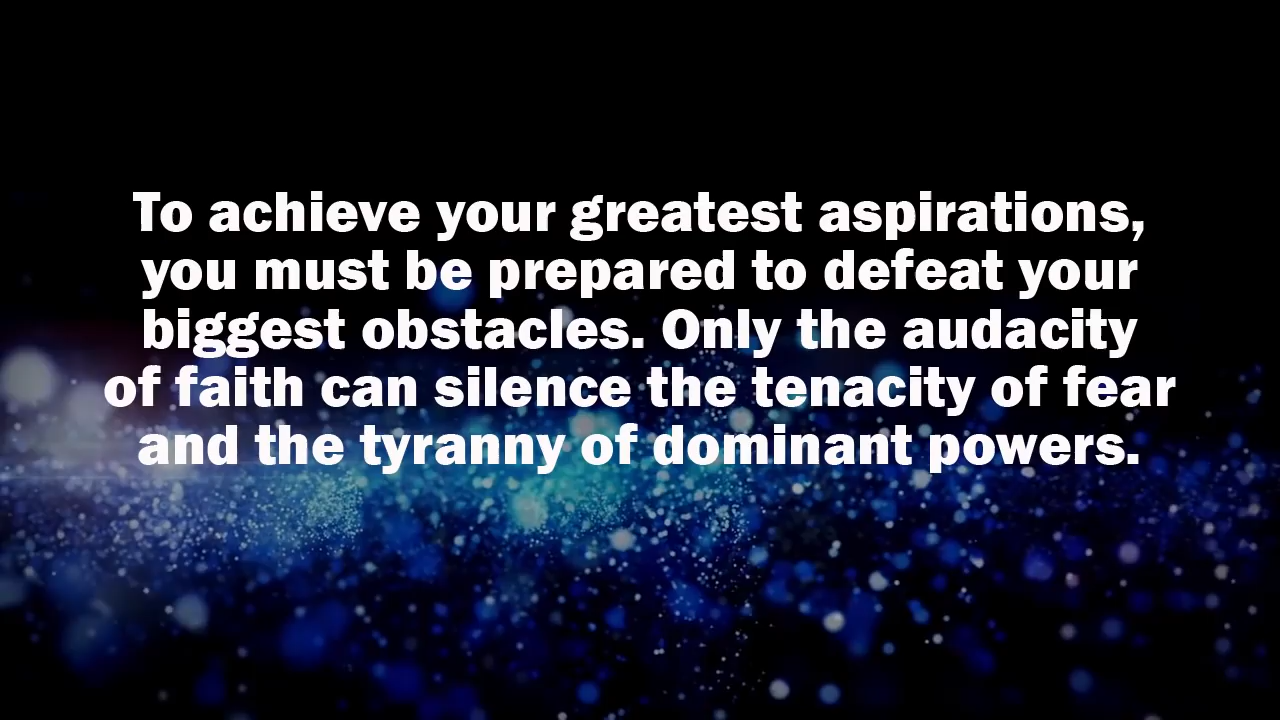 To achieve your greatest aspirations,
you must be prepared to defeat your
biggest obstacles. Only the audacity
of faith can silence the tenacity of fear
and the tyranny of dominant powers.